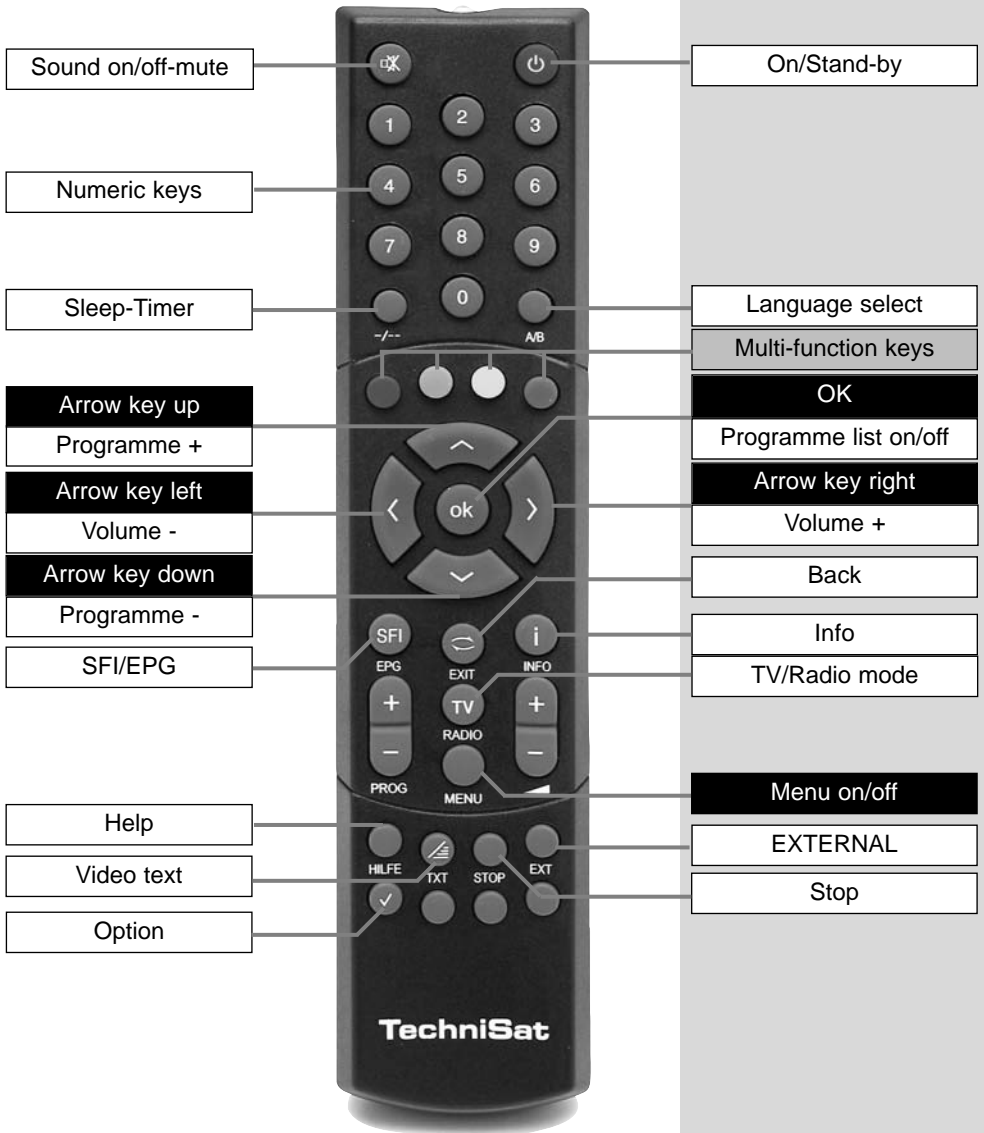 Sound on/off-mute
On/Stand-by
1
2
3
Numeric keys
4
5
6
7
8
9
Sleep-Timer
0
Language select
-/--
A/B
Multi-function keys
Arrow key up
OK
Programme +
Programme list on/off
Arrow key left
ok
Arrow key right
Volume -
Volume +
Arrow key down
Back
Programme -
SFI
i
Info
SFI/EPG
EPG
EXIT
INFO
TV/Radio mode
+
TV
+
RADIO
-
-
PROG
MENU
Menu on/off
Help
EXTERNAL
HILFE
TXT
STOP
EXT
Video text
Stop
Option
TechniSat